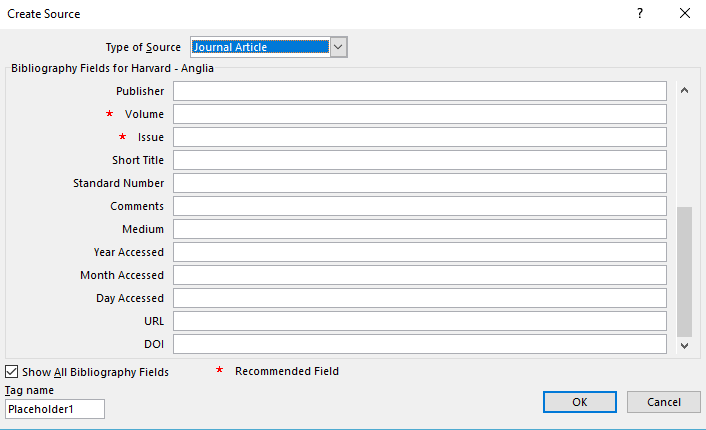 Create Source
Type of Source Journal Article
Bibliography Fields for Harvard - Anglia
Publisher
* Volume
* Issue
Short Title
Standard Number
Comments
Medium
Year Accessed
Month Accessed
Day Accessed
URL
DOI
Show All Bibliography Fields * Recommended Field
Tag name
Placeholder1
OK Cancel